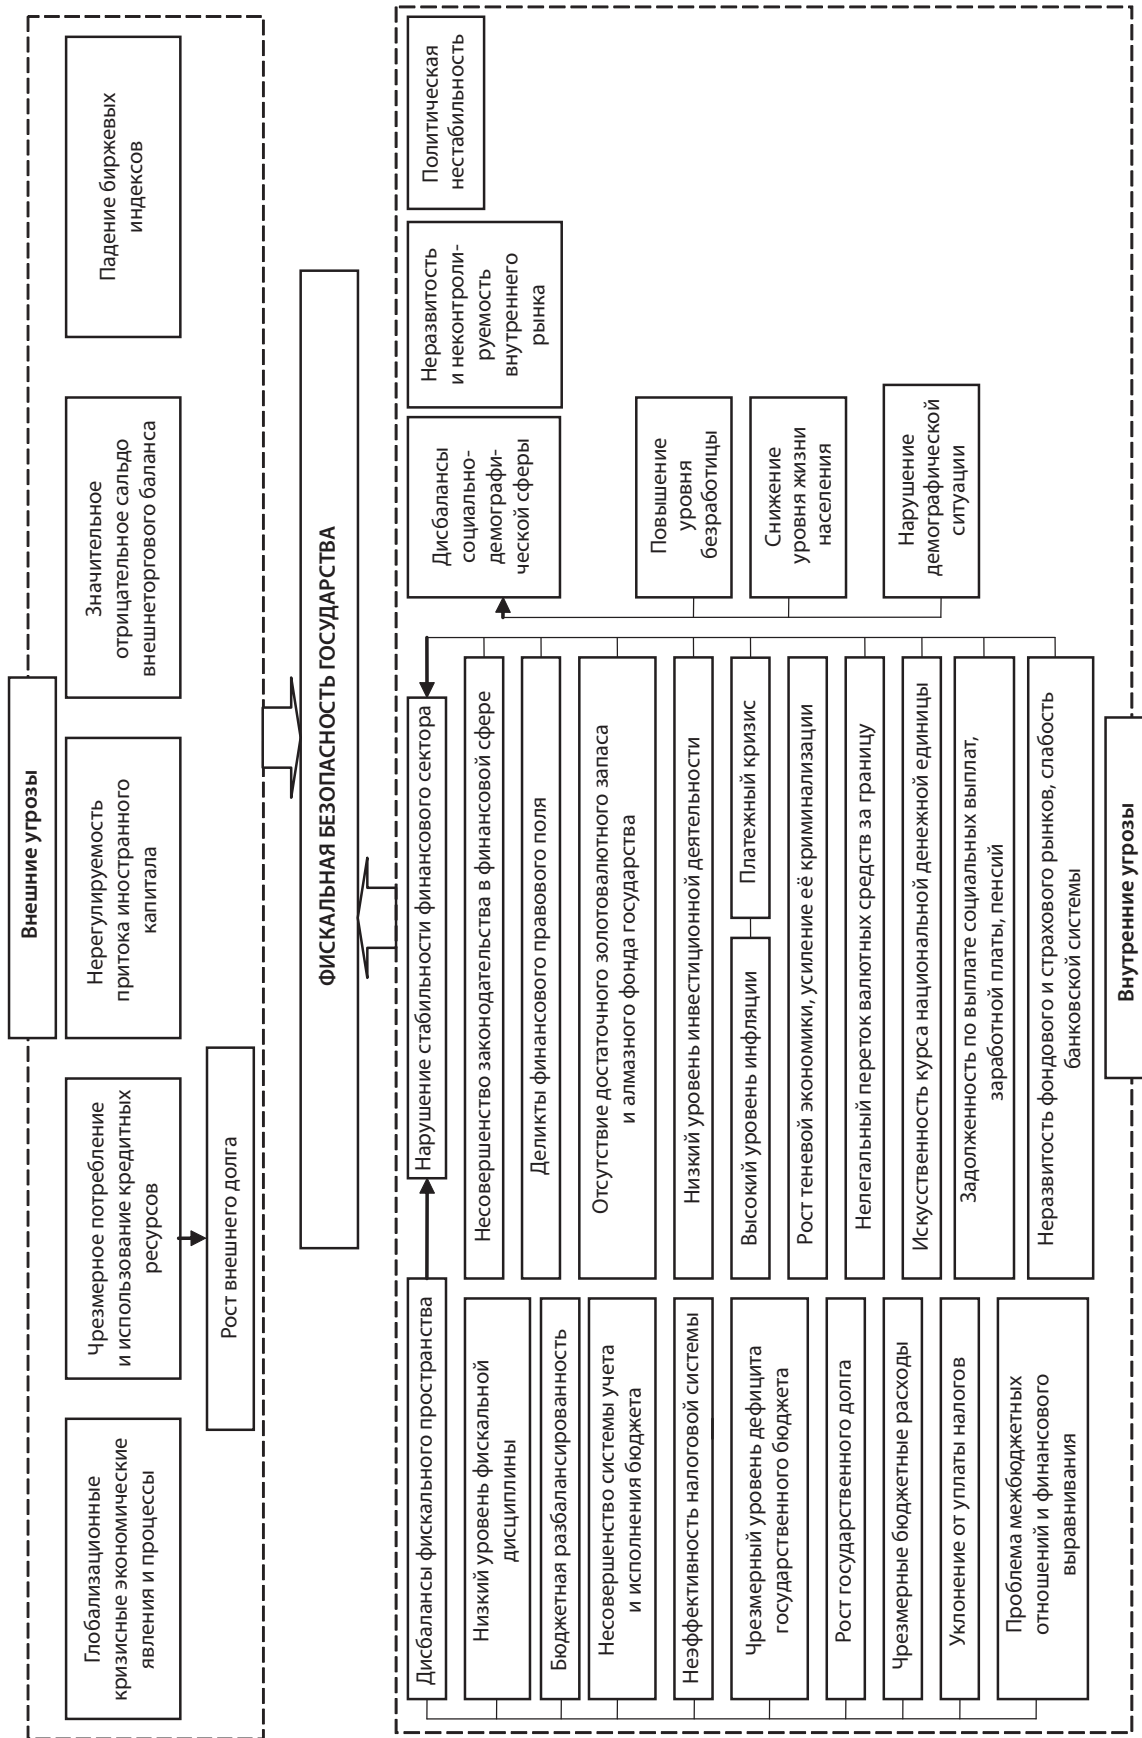 Внешние угрозы
Глобализационные
кризисные экономические
явления и процессы
Чрезмерное потребление
и использование кредитных
ресурсов
Нерегулируемость
притока иностранного
капитала
Значительное
отрицательное сальдо
внешнеторгового баланса
Падение биржевых
индексов
Рост внешнего долга
ФИСКАЛЬНАЯ БЕЗОПАСНОСТЬ ГОСУДАРСТВА
Дисбалансы фискального пространства
Низкий уровень фискальной
дисциплины
Бюджетная разбалансированность
Несовершенство системы учета
и исполнения бюджета
Неэффективность налоговой системы
Чрезмерный уровень дефицита
государственного бюджета
Рост государственного долга
Чрезмерные бюджетные расходы
Уклонение от уплаты налогов
Проблема межбюджетных
отношений и финансового
выравнивания
Нарушение стабильности финансового сектора
Несовершенство законодательства в финансовой сфере
Деликты финансового правового поля
Отсутствие достаточного золотовалютного запаса
и алмазного фонда государства
Низкий уровень инвестиционной деятельности
Высокий уровень инфляции
Платежный кризис
Рост теневой экономики, усиление её криминализации
Нелегальный переток валютных средств за границу
Искусственность курса национальной денежной единицы
Задолженность по выплате социальных выплат,
заработной платы, пенсий
Неразвитость фондового и страхового рынков, слабость
банковской системы
Дисбалансы
социально-
демографи-
ческой сферы
Повышение
уровня
безработицы
Снижение
уровня жизни
населения
Нарушение
демографической
ситуации
Неразвитость
и неконтроли-
руемость
внутреннего
рынка
Политическая
нестабильность
Внутренние угрозы